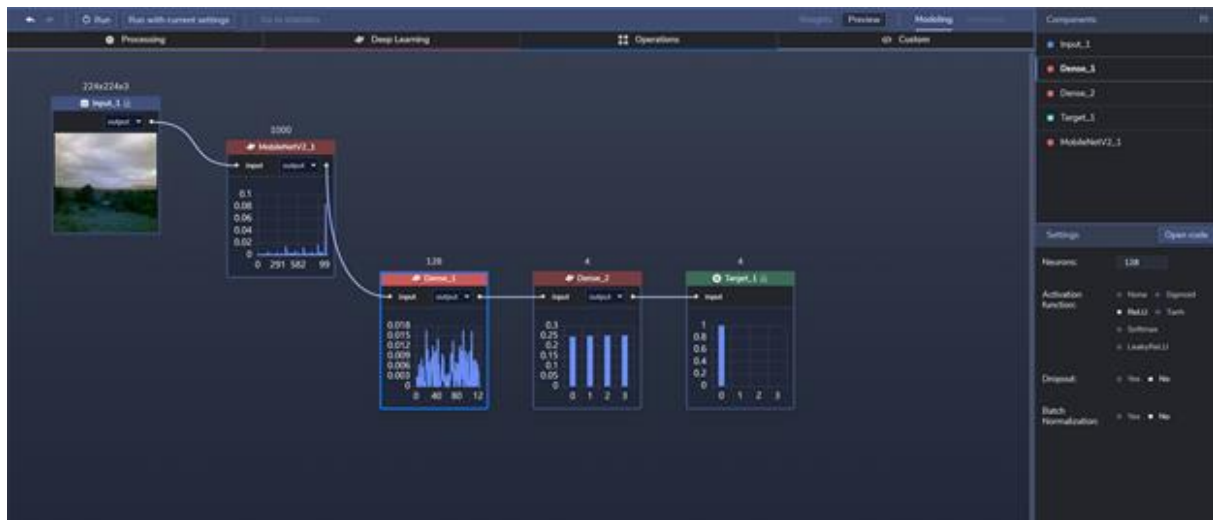 Run Run with current settings Preview Modeling Components
Processing Deep Learning Operations Custom
Input_1
Dense_1
Dense_2
Target_1
MobileNetV2_1
224x224x3
Input_1
output
1000
MobileNetV2_1
Input output
0.1
0.08
0.06
0.04
0.02
0
0 291 582 99
128
Dense_1
Input output
0.018
0.015
0.012
0.009
0.006
0.003
0
0 40 80 12
4
Dense_2
Input output
0.3
0.25
0.2
0.15
0.1
0.05
0
0 1 2 3
4
Target_1
Input
1
0.8
0.6
0.4
0.2
0
0 1 2 3
Settings Open code
Neurons: 128
Activation function:
None Sigmoid
ReLU Tanh
Softmax
LeakyReLU
Dropout: Yes No
Batch Normalization: Yes No